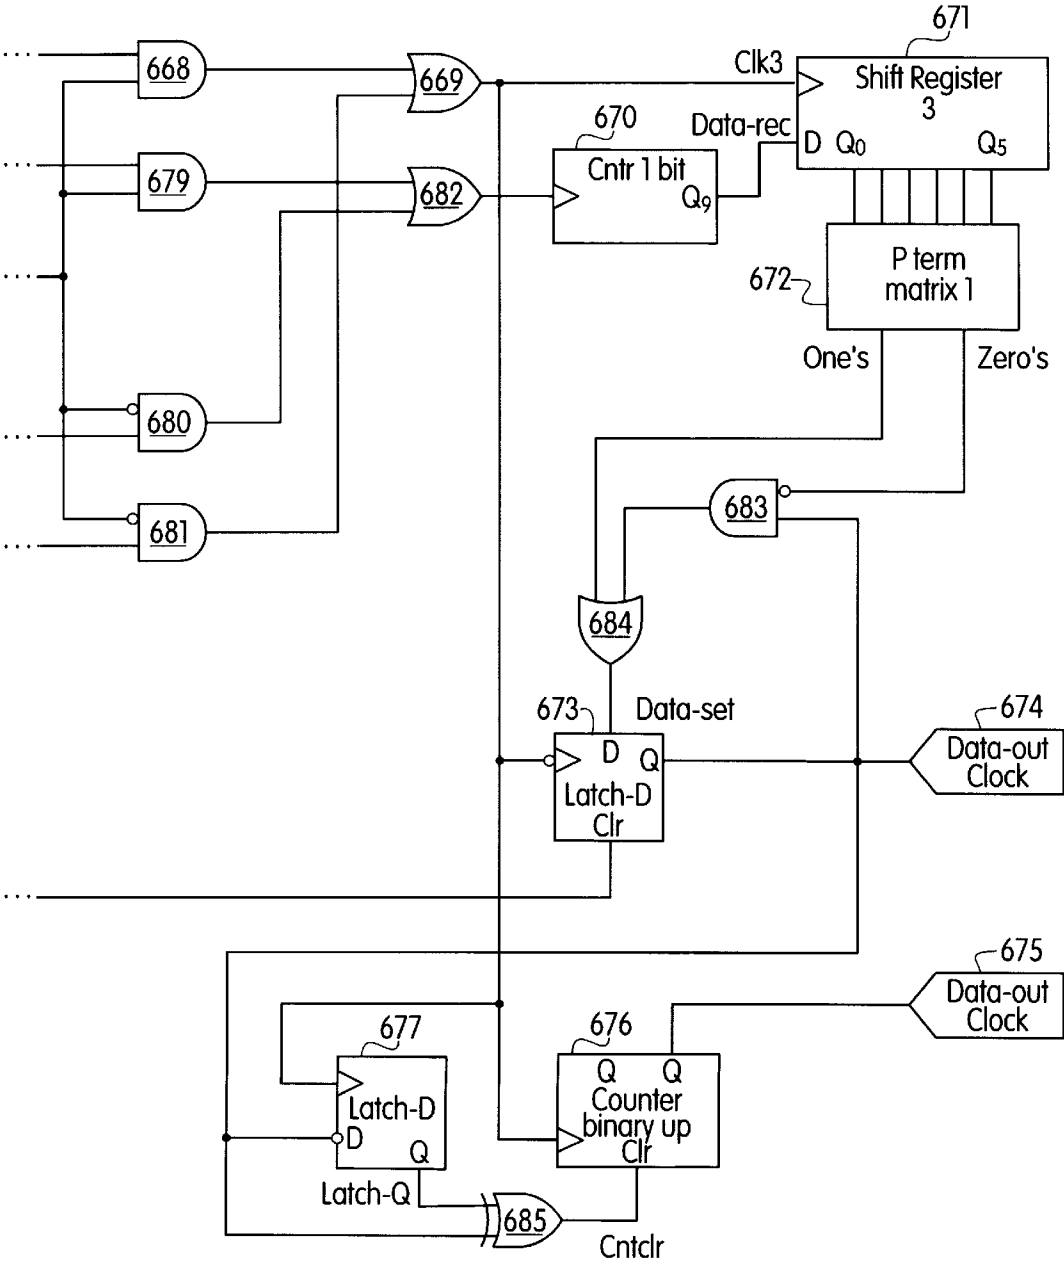 671
668
669
Clk3
Shift Register
3
670
Data-rec
D Q0 Q5
Cntr 1 bit
Q9
679
682
672
P term
matrix 1
One's
Zero's
680
681
683
684
673
Data-set
674
D Q
Latch-D
Clr
Data-out
Clock
675
Data-out
Clock
677
676
Q Q
Counter
binary up
Clr
Latch-D
D
Q
Latch-Q
685
Cntclr